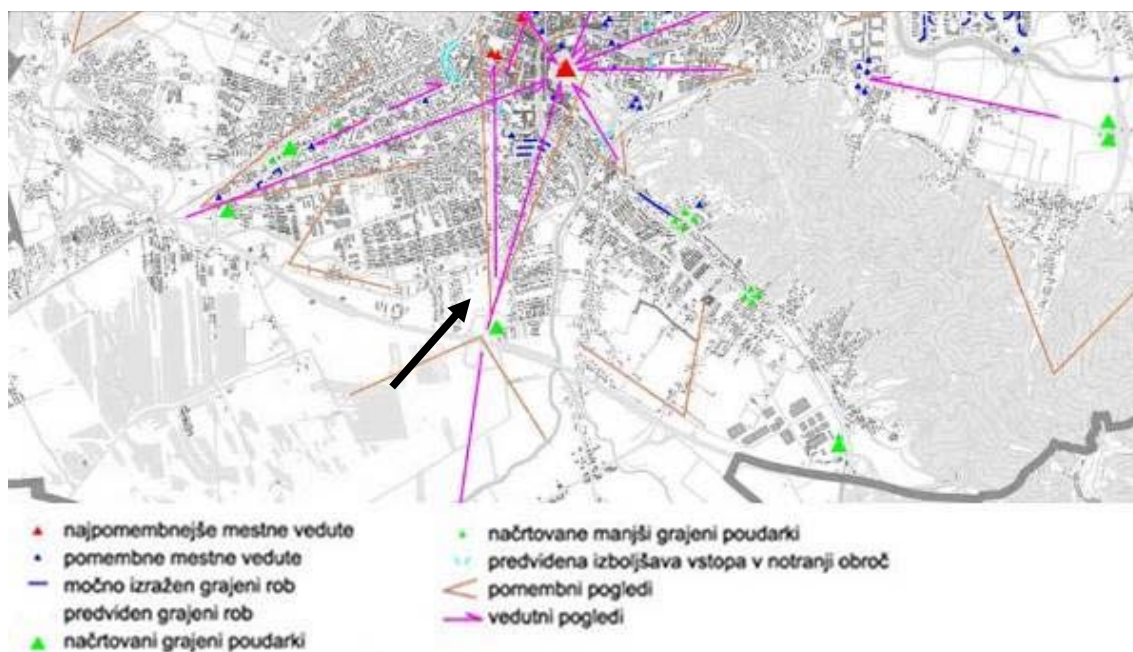 najpomembnejše mestne vedute
pomembne mestne vedute
močno izražen grajeni rob
predviden grajeni rob
načrtovani grajeni poudarki
načrtovane manjši grajeni poudarki
predvidena izboljšava vstopa v notranji obroč
pomembni pogledi
vedutni pogledi